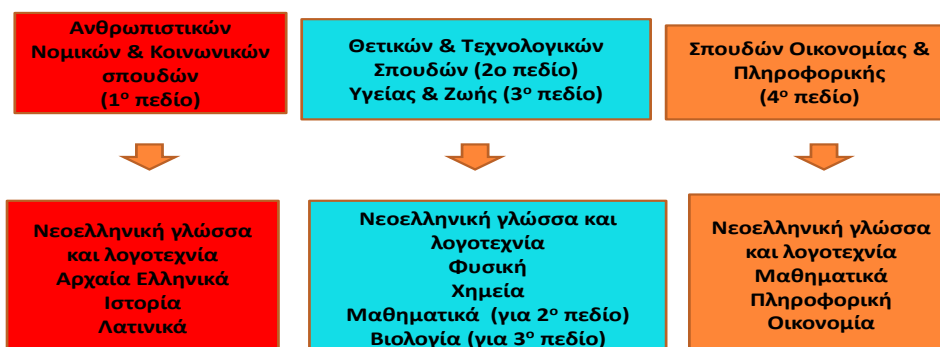 Ανθρωπιστικών
Νομικών & Κοινωνικών
σπουδών
(1ο πεδίο)
Θετικών & Τεχνολογικών
Σπουδών (2ο πεδίο)
Υγείας & Ζωής (3ο πεδίο)
Σπουδών Οικονομίας &
Πληροφορικής
(4ο πεδίο)
Νεοελληνική γλώσσα
και λογοτεχνία
Αρχαία Ελληνικά
Ιστορία
Λατινικά
Νεοελληνική γλώσσα και
λογοτεχνία
Φυσική
Χημεία
Μαθηματικά (για 2ο πεδίο)
Βιολογία (για 3ο πεδίο)
Νεοελληνική γλώσσα
και λογοτεχνία
Μαθηματικά
Πληροφορική
Οικονομία